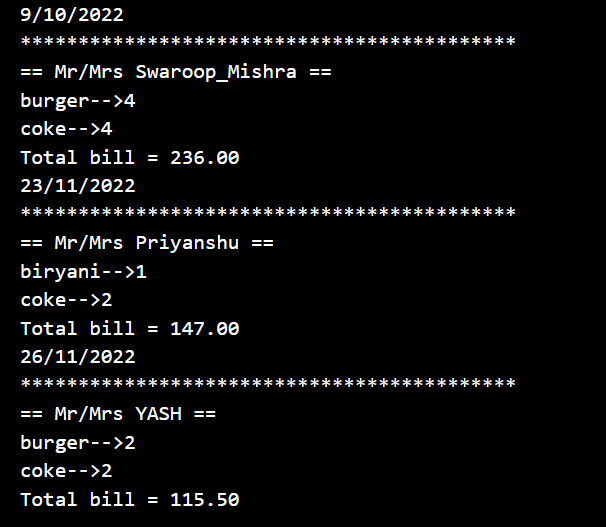 9/10/2022
*******************************************
== Mr/Mrs Swaroop_Mishra ==
burger-->4
coke-->4
Total bill = 236.00
23/11/2022
*******************************************
== Mr/Mrs Priyanshu ==
biryani-->1
coke-->2
Total bill = 147.00
26/11/2022
*******************************************
== Mr/Mrs YASH ==
burger-->2
coke-->2
Total bill = 115.50